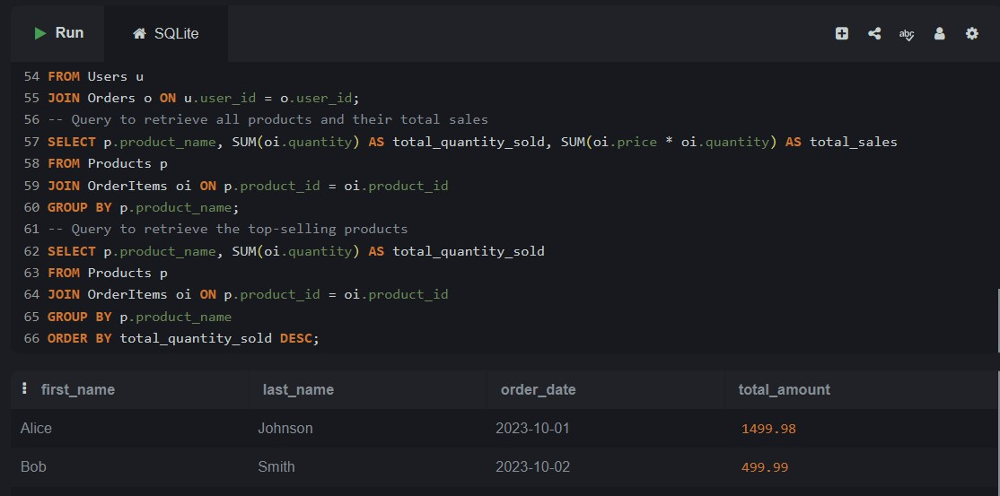 Run SQLite abc
54 FROM Users u
55 JOIN Orders o ON u.user_id = o.user_id;
56 -- Query to retrieve all products and their total sales
57 SELECT p.product_name, SUM(oi.quantity) AS total_quantity_sold, SUM(oi.price * oi.quantity) AS total_sales
58 FROM Products p
59 JOIN OrderItems oi ON p.product_id = oi.product_id
60 GROUP BY p.product_name;
61 -- Query to retrieve the top-selling products
62 SELECT p.product_name, SUM(oi.quantity) AS total_quantity_sold
63 FROM Products p
64 JOIN OrderItems oi ON p.product_id = oi.product_id
65 GROUP BY p.product_name
66 ORDER BY total_quantity_sold DESC;
first_name last_name order_date total_amount
Alice Johnson 2023-10-01 1499.98
Bob Smith 2023-10-02 499.99